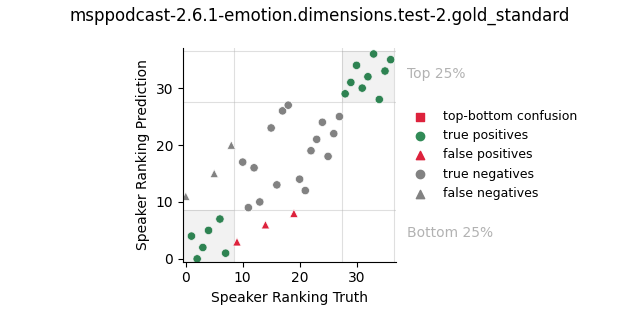 msppodcast-2.6.1-emotion.dimensions.test-2.gold_standard
Speaker Ranking Prediction
30
20
10
0
0
10
20
30
Speaker Ranking Truth
Top 25%
top-bottom confusion
true positives
false positives
true negatives
false negatives
Bottom 25%